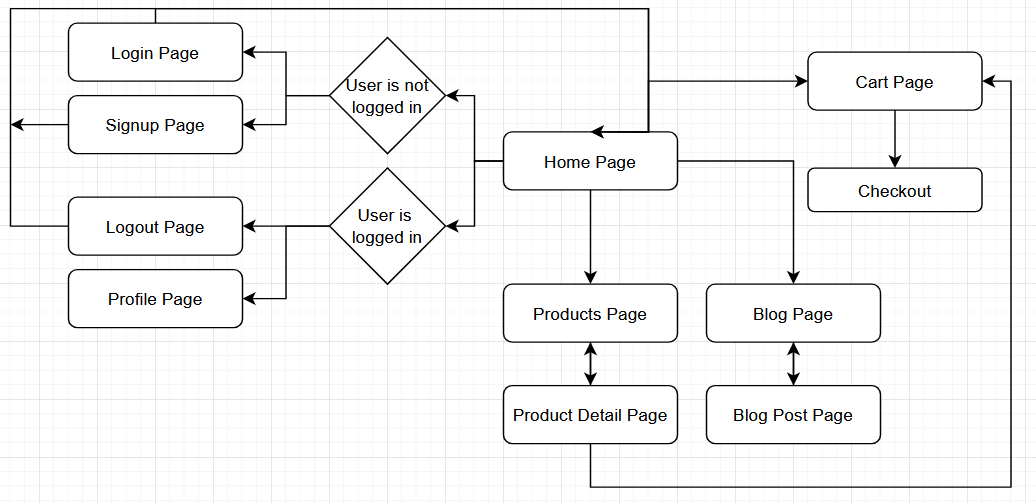 Login Page
Signup Page
Logout Page
Profile Page
User is not
logged in
User is
logged in
Home Page
Products Page
Product Detail Page
Blog Page
Blog Post Page
Cart Page
Checkout